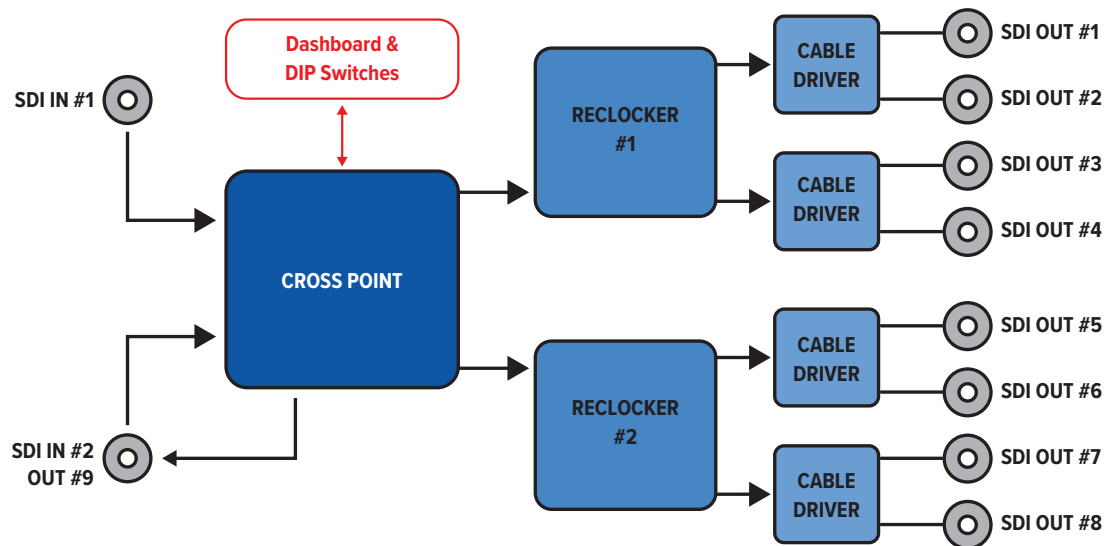 Dashboard &
DIP Switches
SDI IN #1
CROSS POINT
SDI IN #2
OUT #9
RECLOCKER
#1
RECLOCKER
#2
CABLE
DRIVER
CABLE
DRIVER
CABLE
DRIVER
CABLE
DRIVER
SDI OUT #1
SDI OUT #2
SDI OUT #3
SDI OUT #4
SDI OUT #5
SDI OUT #6
SDI OUT #7
SDI OUT #8